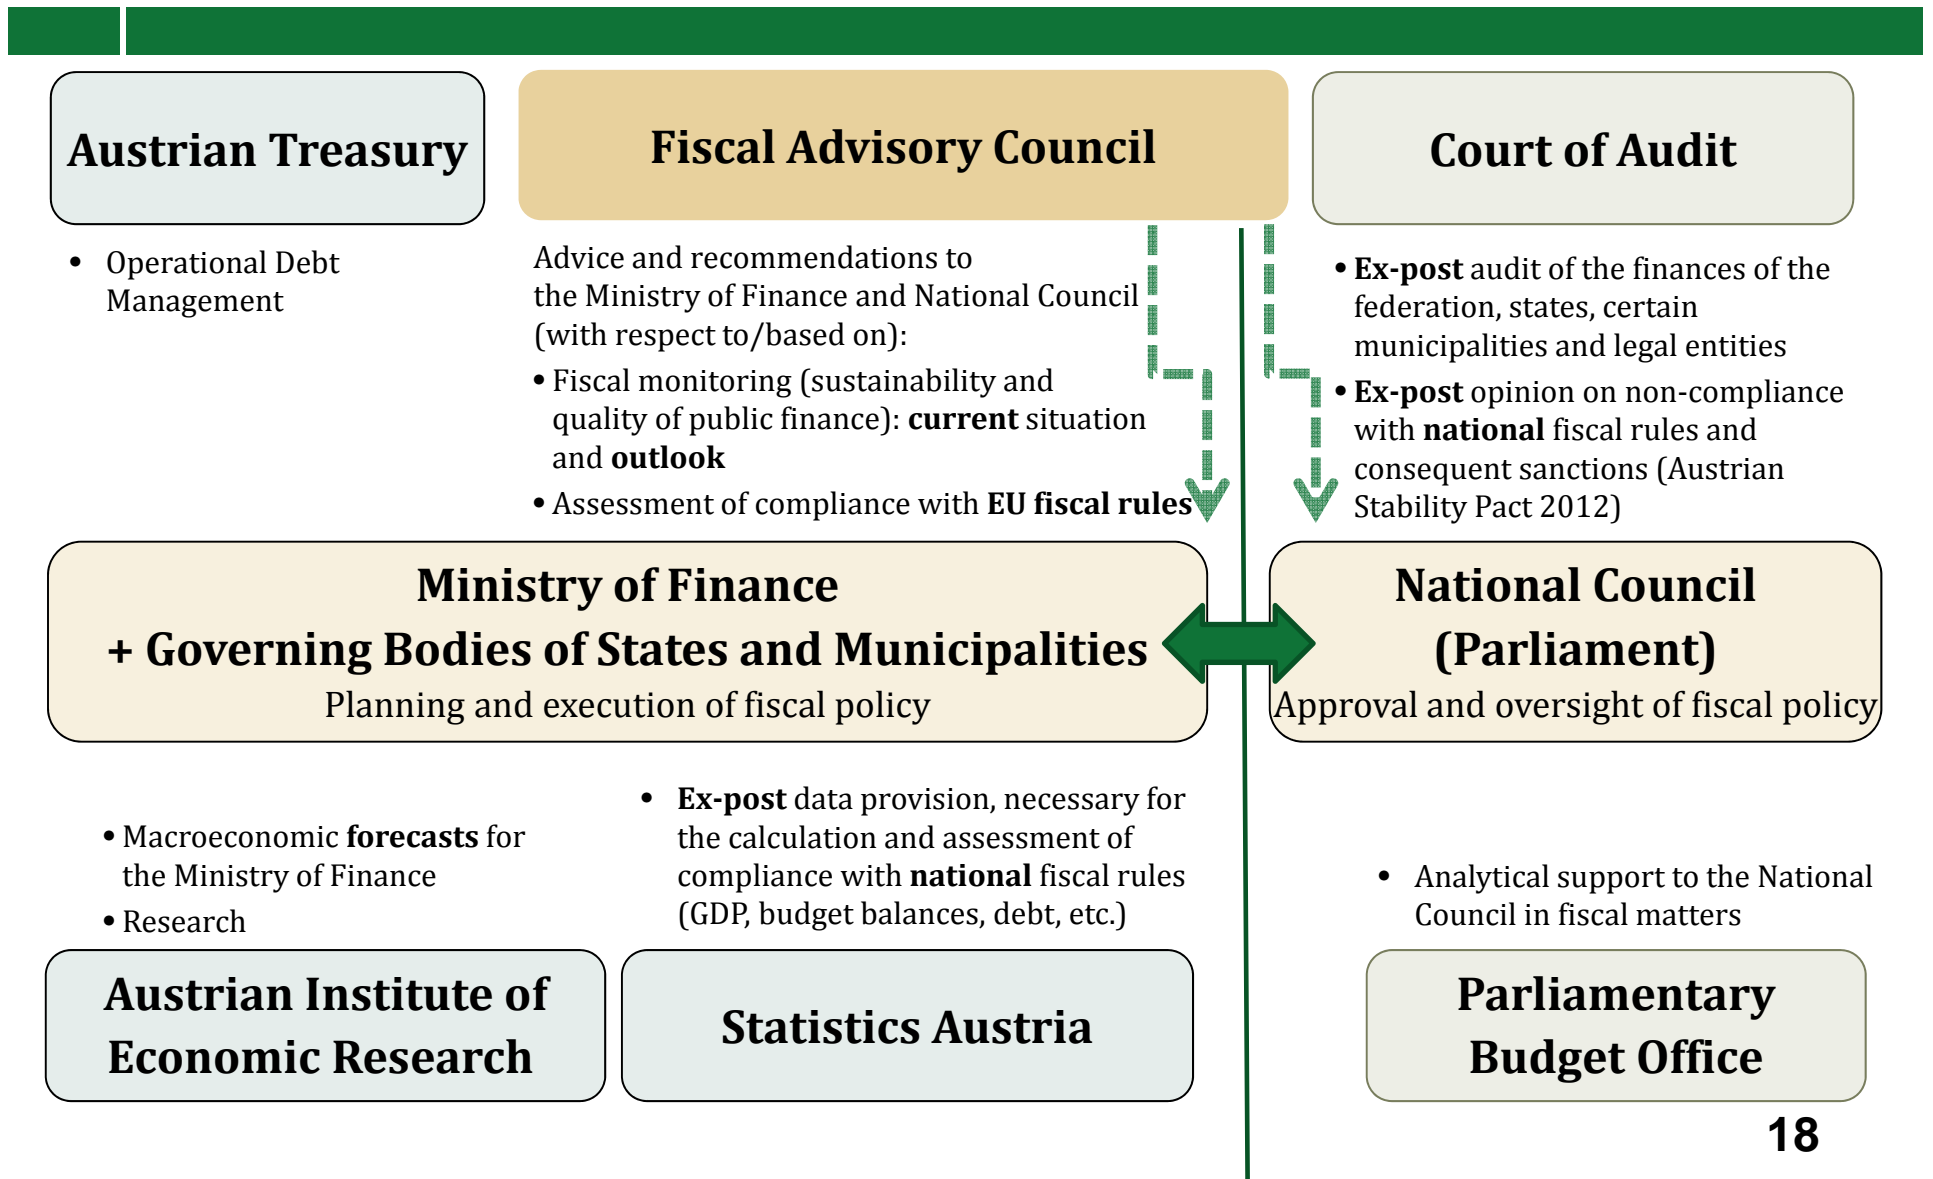 Austrian Treasury
• Operational Debt
Management
Fiscal Advisory Council
Advice and recommendations to
the Ministry of Finance and National Council
(with respect to/based on):
• Fiscal monitoring (sustainability and
quality of public finance): current situation
and outlook
• Assessment of compliance with EU fiscal rules
Court of Audit
• Ex-post audit of the finances of the
federation, states, certain
municipalities and legal entities
• Ex-post opinion on non-compliance
with national fiscal rules and
consequent sanctions (Austrian
Stability Pact 2012)
Ministry of Finance
+ Governing Bodies of States and Municipalities
Planning and execution of fiscal policy
National Council
(Parliament)
Approval and oversight of fiscal policy
• Macroeconomic forecasts for
the Ministry of Finance
• Research
Austrian Institute of
Economic Research
• Ex-post data provision, necessary for
the calculation and assessment of
compliance with national fiscal rules
(GDP, budget balances, debt, etc.)
Statistics Austria
• Analytical support to the National
Council in fiscal matters
Parliamentary
Budget Office
18